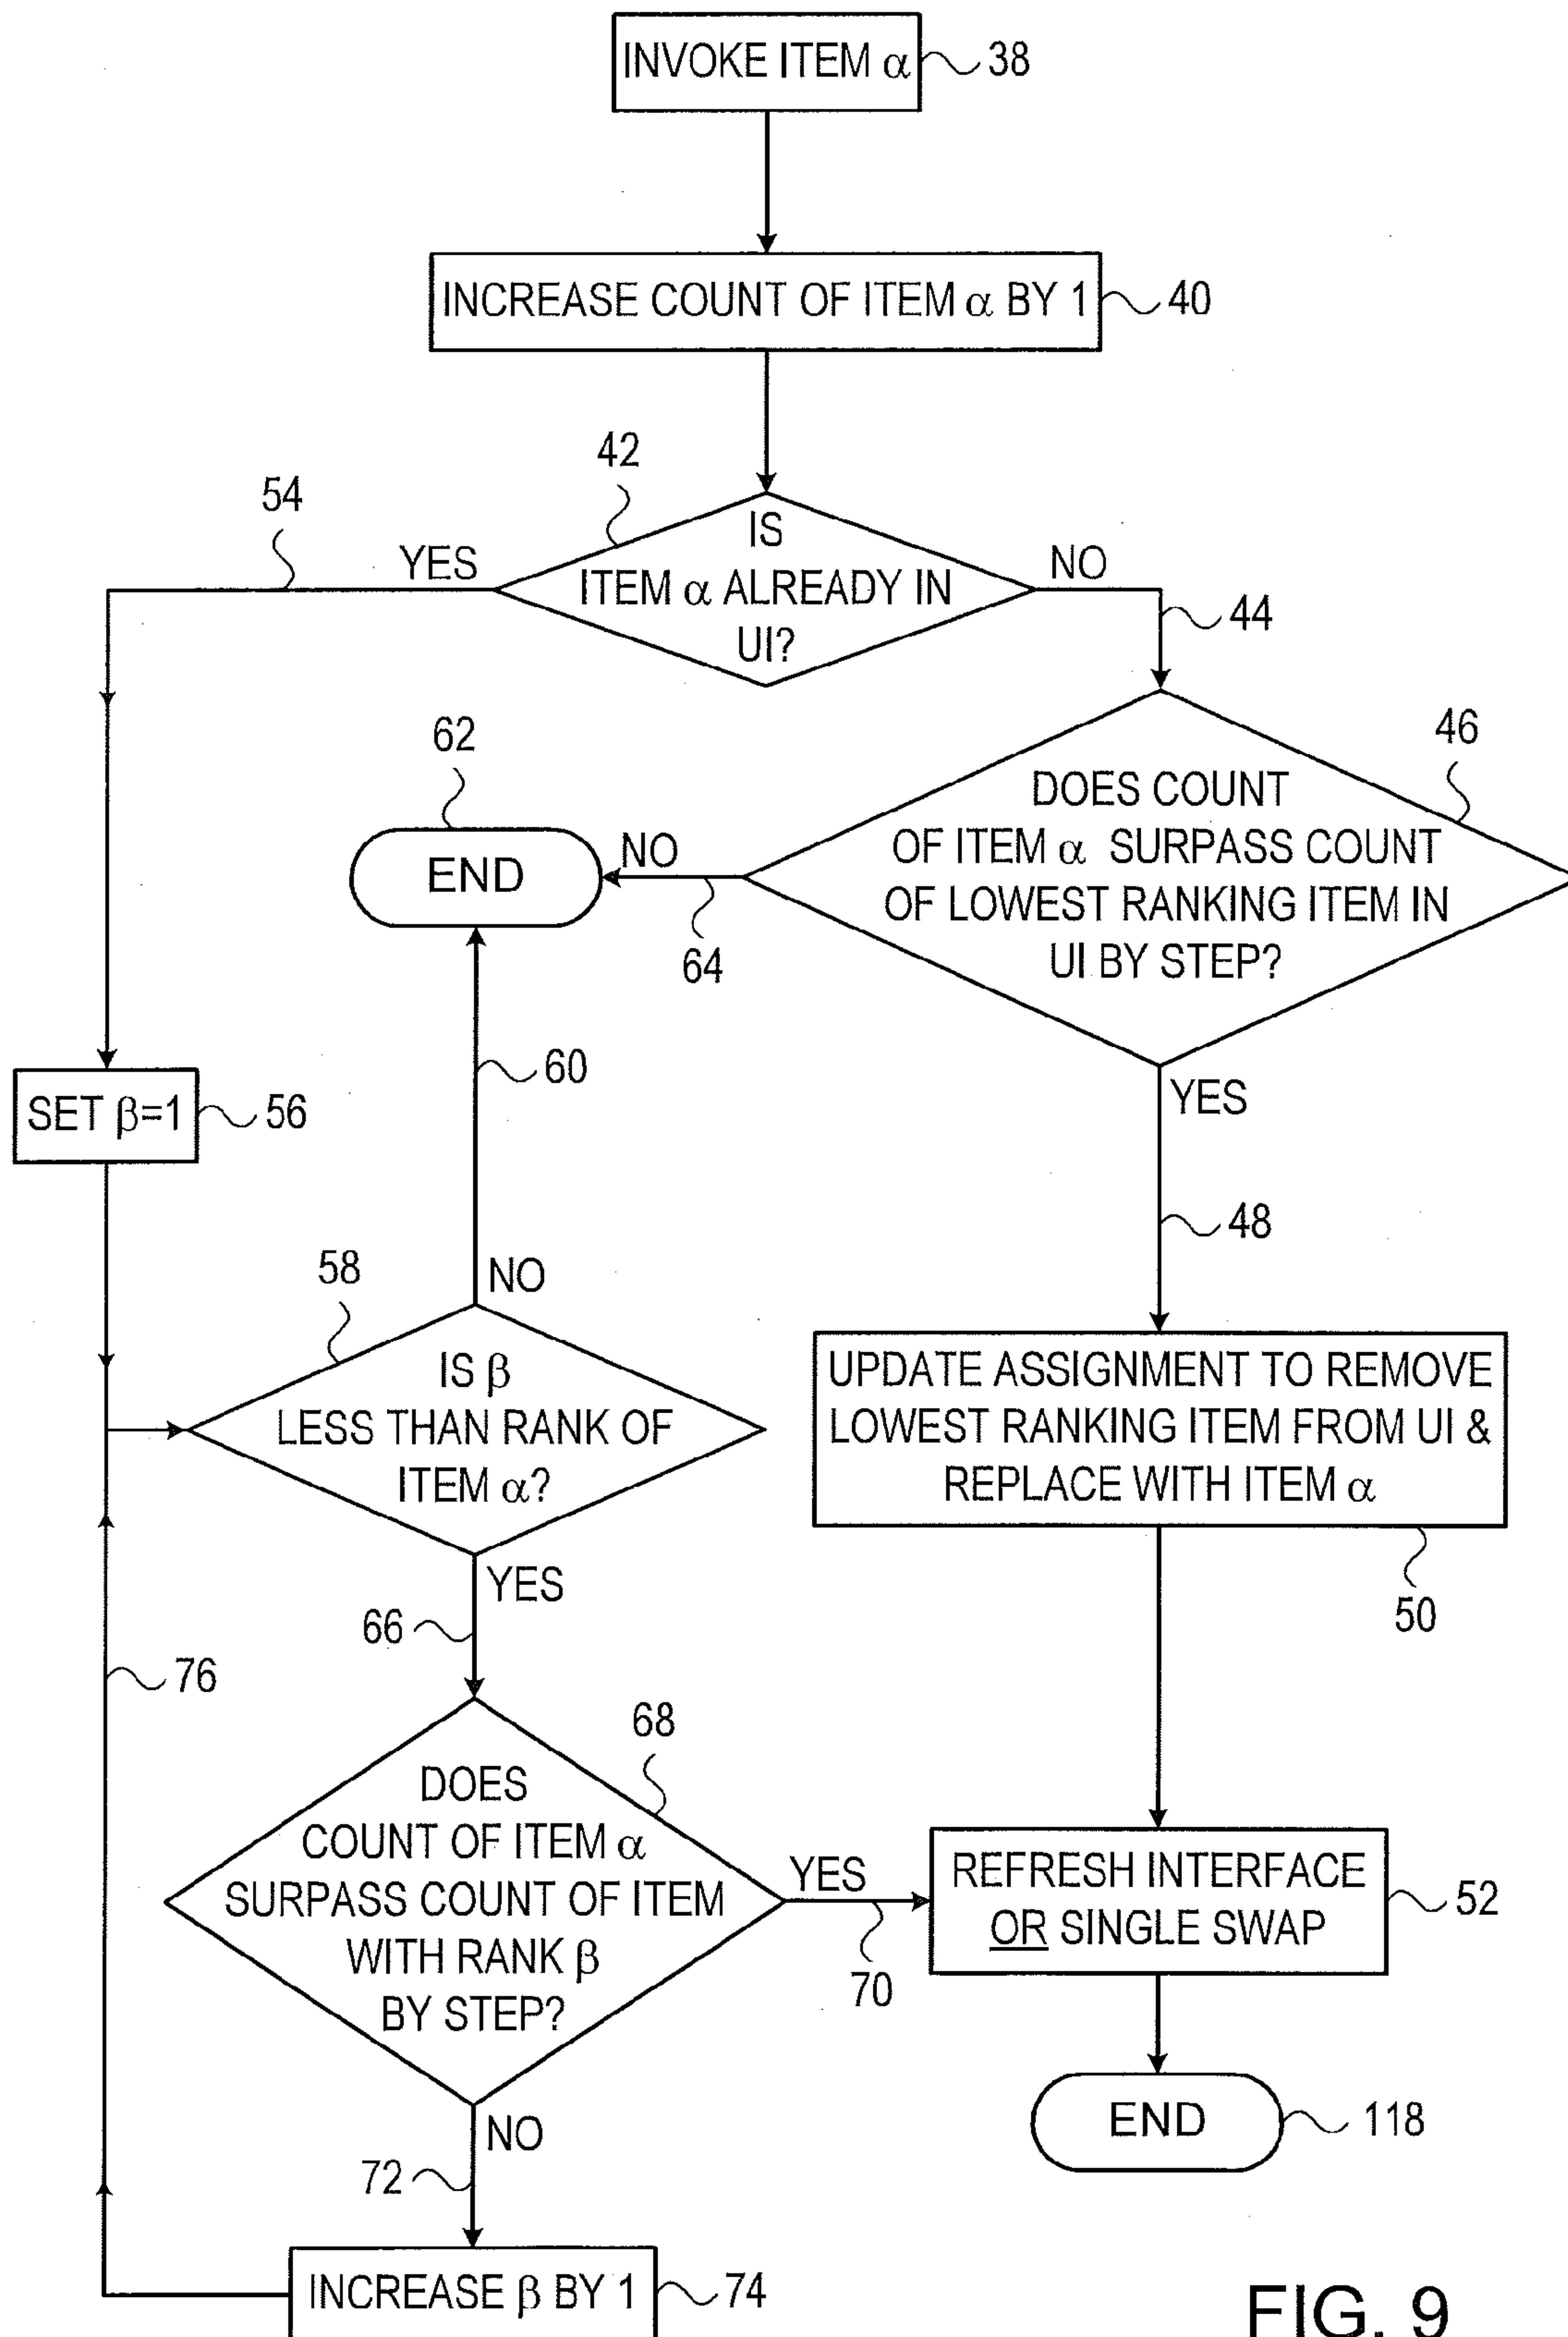 INVOKE ITEM α
38
INCREASE COUNT OF ITEM α BY 1
40
42
54
YES
IS
ITEM α ALREADY IN
UI?
NO
44
62
46
END
NO
64
DOES COUNT
OF ITEM α SURPASS COUNT
OF LOWEST RANKING ITEM IN
UI BY STEP?
60
YES
SET β=1
56
48
58
NO
IS β
LESS THAN RANK OF
ITEM α?
UPDATE ASSIGNMENT TO REMOVE
LOWEST RANKING ITEM FROM UI &
REPLACE WITH ITEM α
50
YES
66
76
68
DOES
COUNT OF ITEM α
SURPASS COUNT OF ITEM
WITH RANK β
BY STEP?
YES
70
REFRESH INTERFACE
OR SINGLE SWAP
52
NO
72
END
118
INCREASE β BY 1
74
FIG. 9